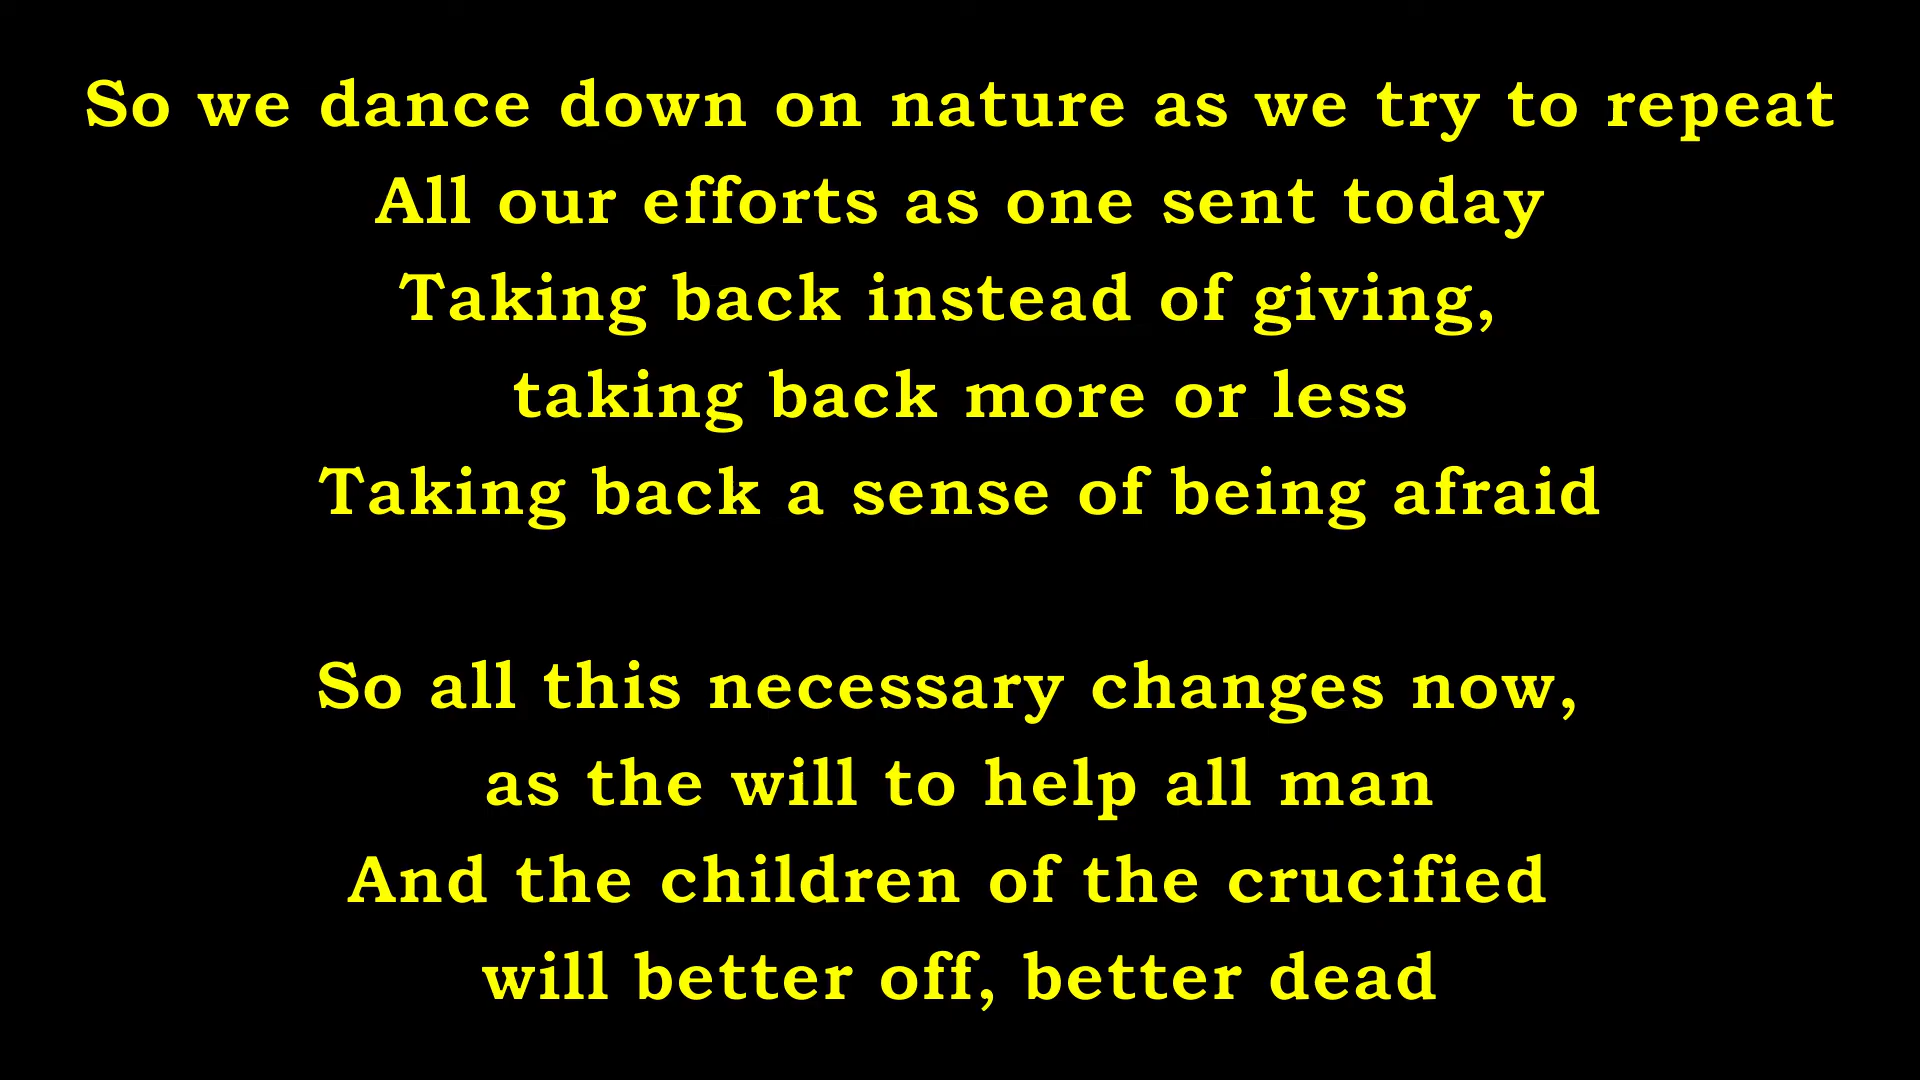 So we dance down on nature as we try to repeat
All our efforts as one sent today
Taking back instead of giving,
taking back more or less
Taking back a sense of being afraid
So all this necessary changes now,
as the will to help all man
And the children of the crucified
will better off, better dead